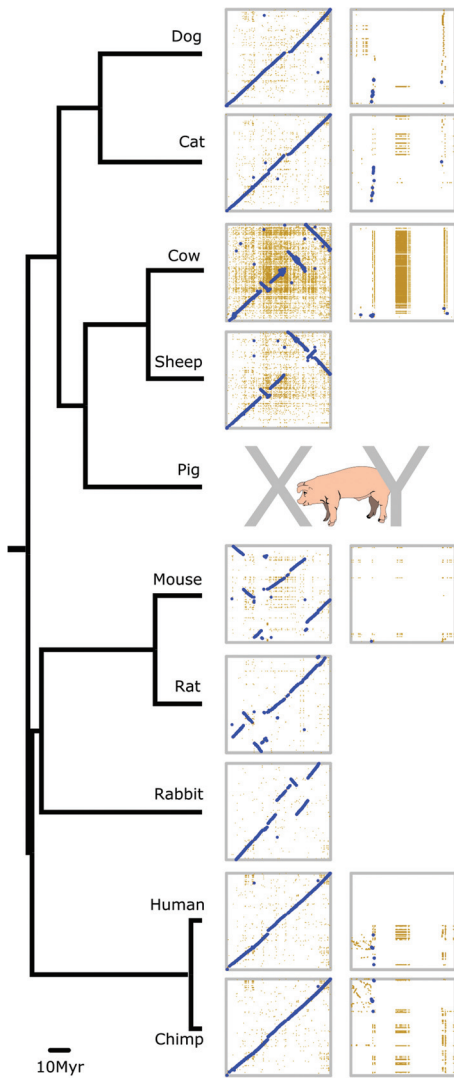 Dog
Cat
Cow
Sheep
Pig
X Y
Mouse
Rat
Rabbit
Human
Chimp
10Myr